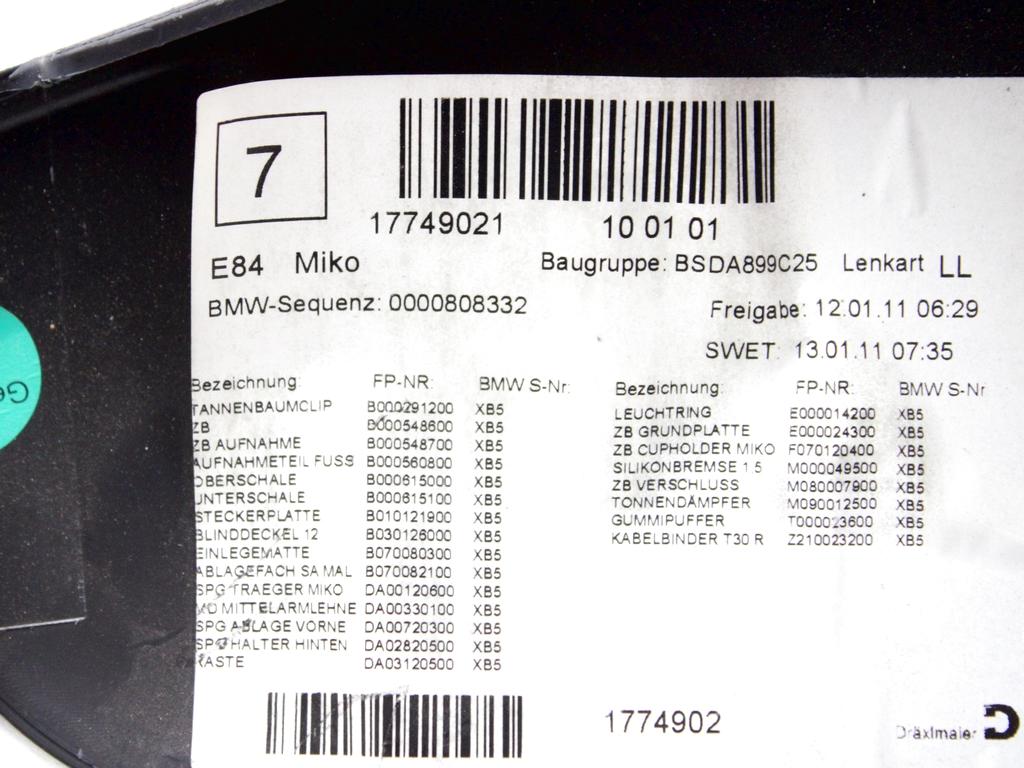 7
17749021 10 01 01
E84 Miko Baugruppe: BSDA899C25 Lenkart LL
BMW-Sequenz: 0000808332 Freigabe: 12.01.11 06:29
SWET: 13.01.11 07:35
Bezeichnung: FP-NR: BMW S-Nr:
TANNENBAUMCLIP B000291200 XB5
ZB B000548600 XB5
ZB AUFNAHME B000548700 XB5
AUFNAHMETEIL FUSS B000560800 XB5
OBERSCHALE B000615000 XB5
UNTERSCHALE B000615100 XB5
STECKERPLATTE B010121900 XB5
BLINDDECKEL 12 B030126000 XB5
EINLEGEMATTE B070080300 XB5
ABLAGEFACH SA MAL B070082100 XB5
SPG TRAEGER MIKO DA00120600 XB5
MD MITTELARMLEHNE DA00330100 XB5
SPG ABLAGE VORNE DA00720300 XB5
SPG HALTER HINTEN DA02820500 XB5
RASTE DA03120500 XB5
Bezeichnung: FP-NR: BMW S-Nr
LEUCHTRING E000014200 XB5
ZB GRUNDPLATTE E000024300 XB5
ZB CUPHOLDER MIKO F070120400 XB5
SILIKONBREMSE 1 5 M000049500 XB5
ZB VERSCHLUSS M080007900 XB5
TONNENDÄMPFER M090012500 XB5
GUMMIPUFFER T000023600 XB5
KABELBINDER T30 R Z210023200 XB5
1774902
Dräxlmaier